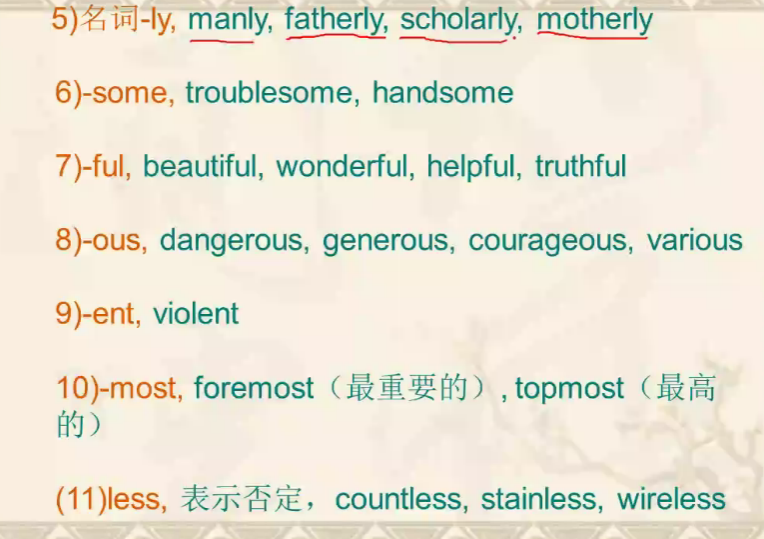 5)名词-ly, manly, fatherly, scholarly, motherly
6)-some, troublesome, handsome
7)-ful, beautiful, wonderful, helpful, truthful
8)-ous, dangerous, generous, courageous, various
9)-ent, violent
10)-most, foremost（最重要的）, topmost（最高
的）
(11)less, 表示否定，countless, stainless, wireless